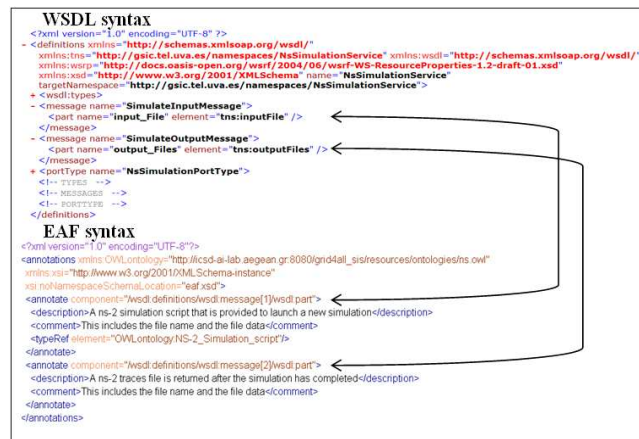 WSDL syntax
<?xml version="1.0" encoding="UTF-8" ?>
- <definitions xmlns="http://schemas.xmlsoap.org/wsdl/"
xmlns:tns="http://gsic.tel.uva.es/namespaces/NsSimulationService" xmlns:wsdl="http://schemas.xmlsoap.org/wsdl/"
xmlns:wsrp="http://docs.oasis-open.org/wsrf/2004/06/wsrf-WS-ResourceProperties-1.2-draft-01.xsd"
xmlns:xsd="http://www.w3.org/2001/XMLSchema" name="NsSimulationService"
targetNamespace="http://gsic.tel.uva.es/namespaces/NsSimulationService">
+ <wsdl:types>
- <message name="SimulateInputMessage">
<part name="input_File" element="tns:inputFile" />
</message>
- <message name="SimulateOutputMessage">
<part name="output_Files" element="tns:outputFiles" />
</message>
+ <portType name="NsSimulationPortType">
<!-- TYPES -->
<!-- MESSAGES -->
<!-- PORTTYPE -->
</definitions>
EAF syntax
<?xml version="1.0" encoding="UTF-8"?>
<annotations xmlns:OWLontology="http://icsd-ai-lab.aegean.gr:8080/grid4all_sis/resources/ontologies/ns.owl"
xmlns:xsi="http://www.w3.org/2001/XMLSchema-instance"
xsi:noNamespaceSchemaLocation="eaf.xsd">
<annotate component="/wsdl:definitions/wsdl:message[1]/wsdl:part">
<description>A ns-2 simulation script that is provided to launch a new simulation</description>
<comment>This includes the file name and the file data</comment>
<typeRef element="OWLontology:NS-2_Simulation_script"/>
</annotate>
<annotate component="/wsdl:definitions/wsdl:message[2]/wsdl:part">
<description>A ns-2 traces file is returned after the simulation has completed</description>
<comment>This includes the file name and the file data</comment>
</annotate>
</annotations>